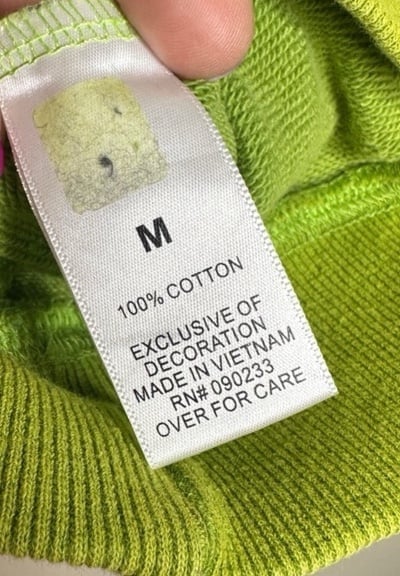 M
100% COTTON
EXCLUSIVE OF
DECORATION
MADE IN VIETNAM
RN# 090233
OVER FOR CARE